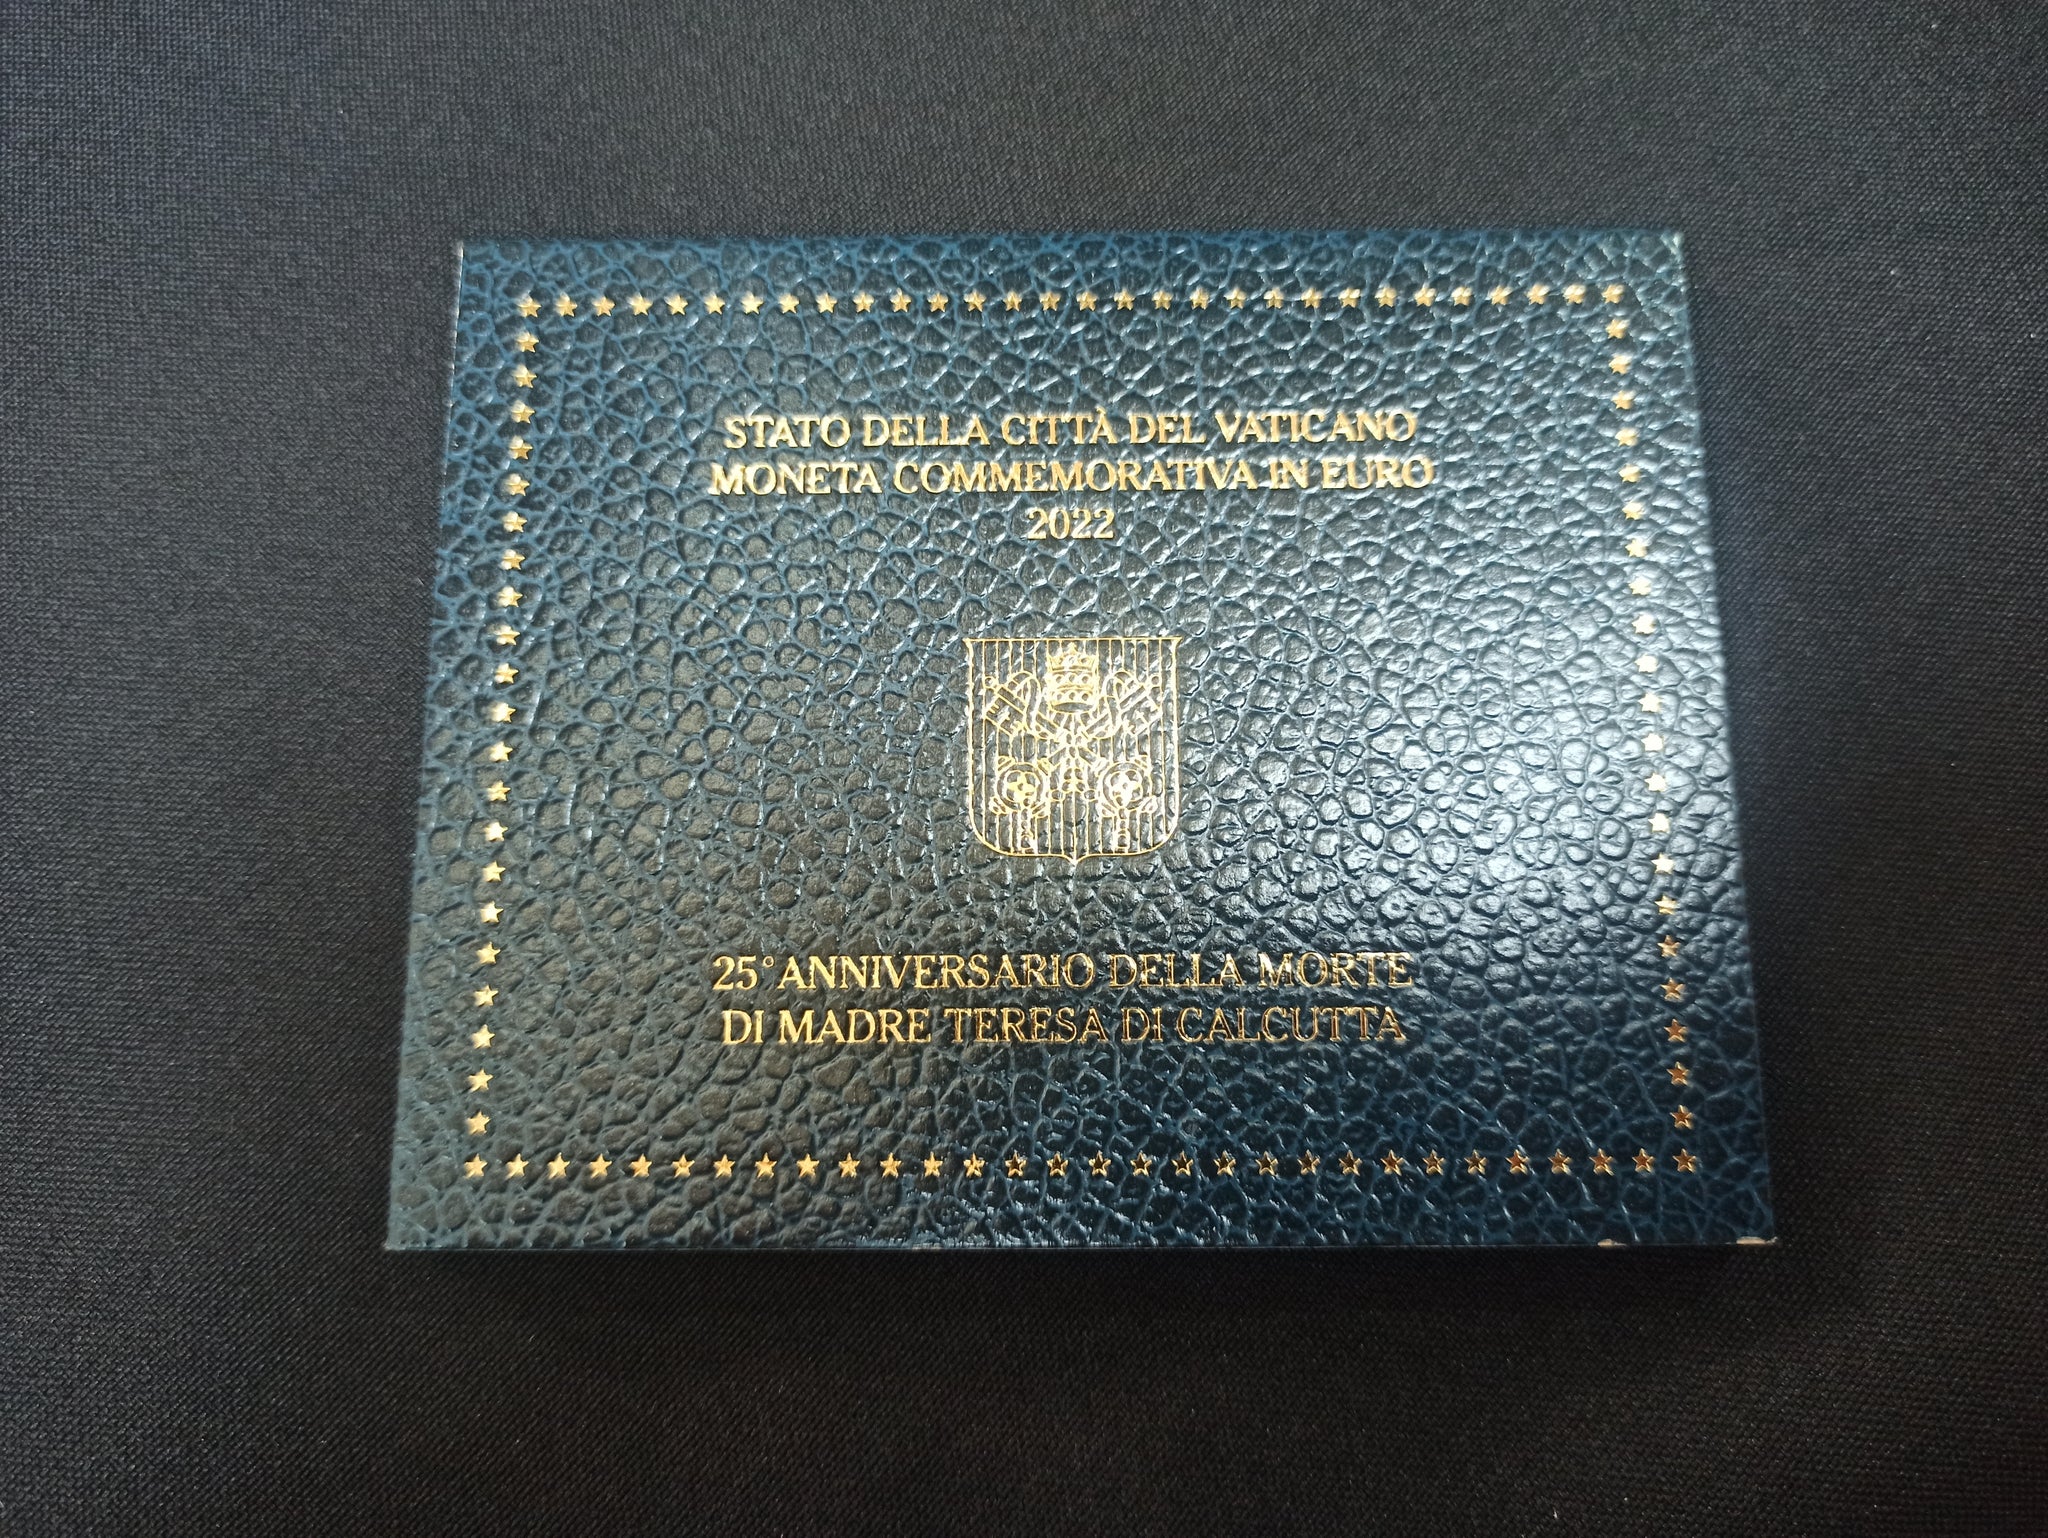 STATO DELLA CITTÀ DEL VATICANO
MONETA COMMEMORATIVA IN EURO
2022
25° ANNIVERSARIO DELLA MORTE
DI MADRE TERESA DI CALCUTTA